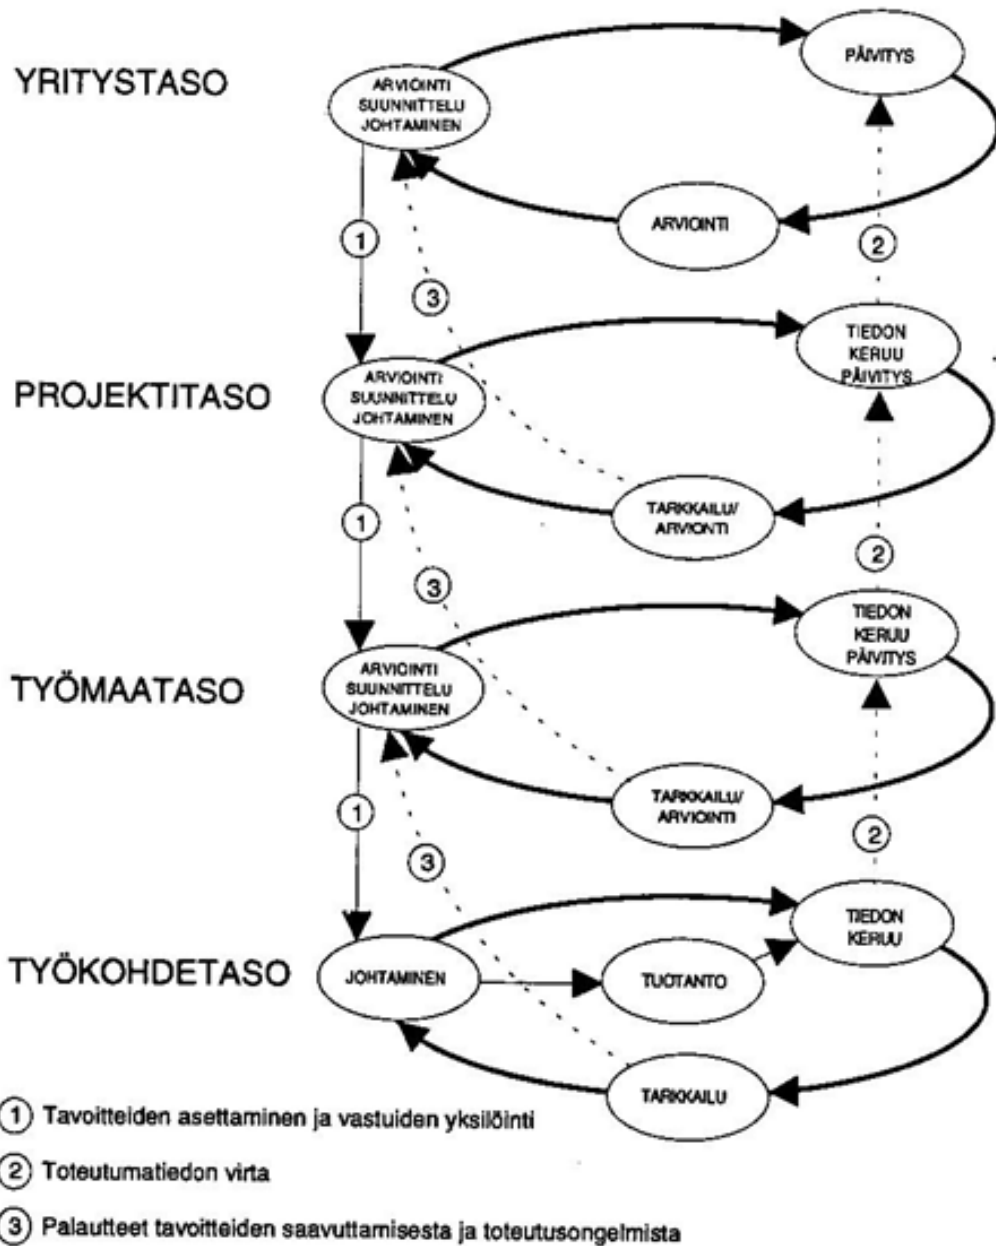 YRITYSTASO
ARVIOINTI
SUUNNITTELU
JOHTAMINEN
PÄIVITYS
ARVIOINTI
1
2
3
PROJEKTITASO
ARVIOINTI
SUUNNITTELU
JOHTAMINEN
TIEDON
KERUU
PÄIVITYS
TARKKAILU/
ARVIONTI
1
2
3
TYÖMAATASO
ARVIOINTI
SUUNNITTELU
JOHTAMINEN
TIEDON
KERUU
PÄIVITYS
TARKKAILU/
ARVIOINTI
1
2
3
TYÖKOHDETASO
JOHTAMINEN
TUOTANTO
TIEDON
KERUU
TARKKAILU
1 Tavoitteiden asettaminen ja vastuiden yksilöinti
2 Toteutumatiedon virta
3 Palautteet tavoitteiden saavuttamisesta ja toteutusongelmista